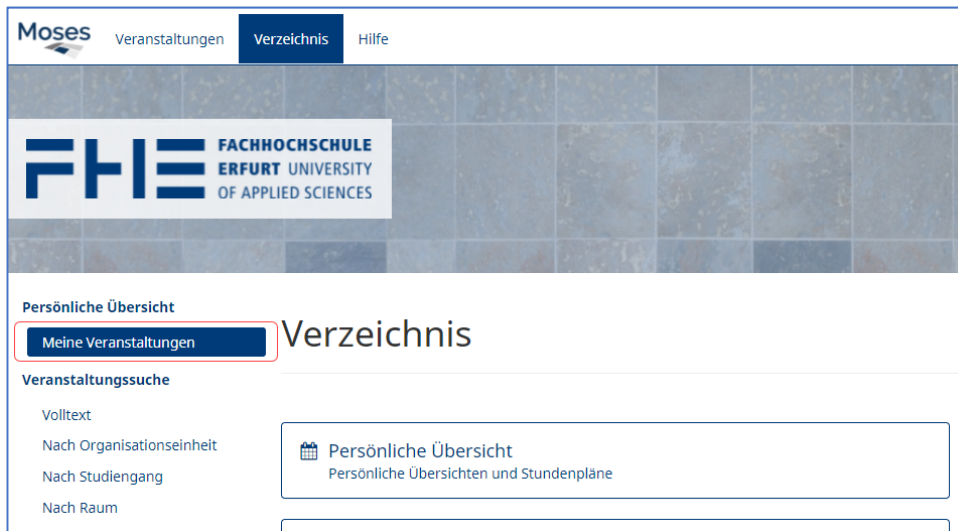 Moses
Veranstaltungen
Verzeichnis
Hilfe
FHE
FACHHOCHSCHULE
ERFURT UNIVERSITY
OF APPLIED SCIENCES
Persönliche Übersicht
Meine Veranstaltungen
Veranstaltungssuche
Volltext
Nach Organisationseinheit
Nach Studiengang
Nach Raum
Verzeichnis
Persönliche Übersicht
Persönliche Übersichten und Stundenpläne